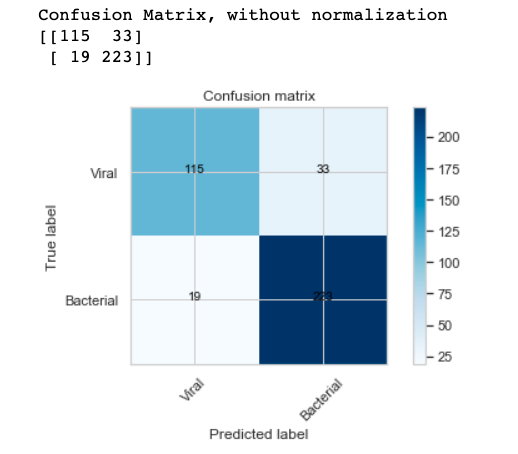 Confusion Matrix, without normalization
[[115  33]
 [ 19 223]]
Confusion matrix
200
175
150
125
100
75
50
25
True label
Viral
115
33
Bacterial
19
223
Viral
Bacterial
Predicted label